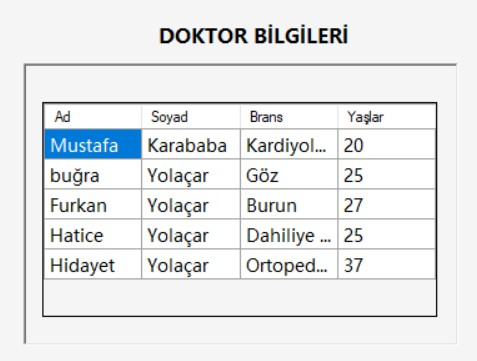 DOKTOR BİLGİLERİ
Ad Soyad Brans Yaşlar
Mustafa Karababa Kardiyol... 20
buğra Yolaçar Göz 25
Furkan Yolaçar Burun 27
Hatice Yolaçar Dahiliye ... 25
Hidayet Yolaçar Ortoped... 37